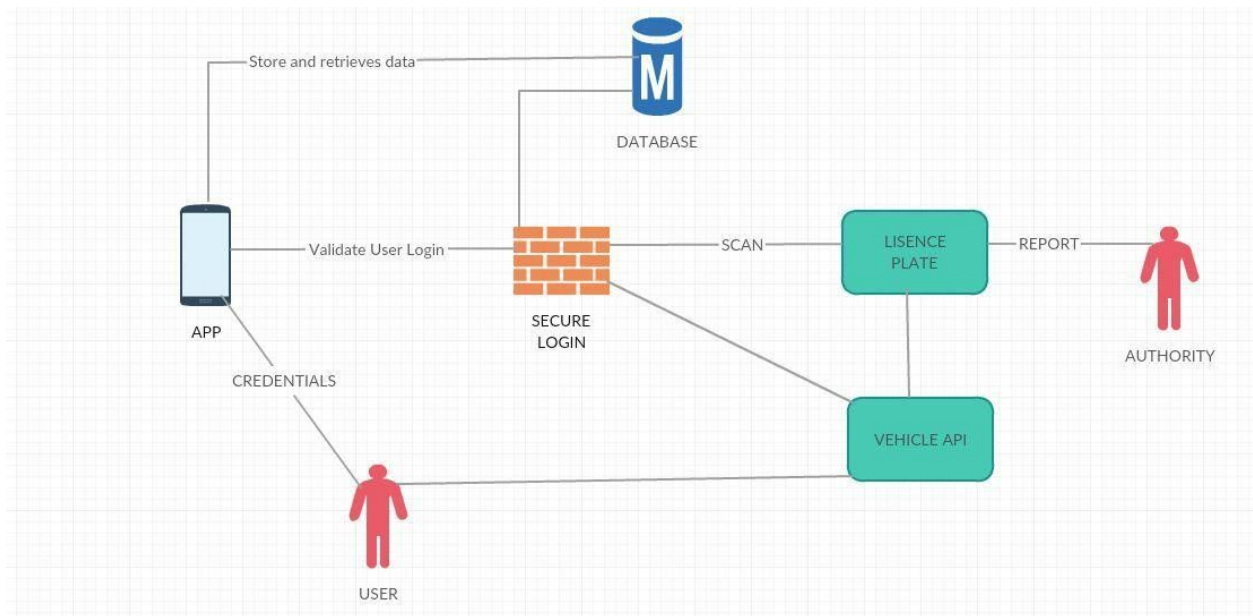 Store and retrieves data
M
DATABASE
Validate User Login
SCAN
LISENCE
PLATE
REPORT
SECURE
LOGIN
APP
AUTHORITY
CREDENTIALS
VEHICLE API
USER